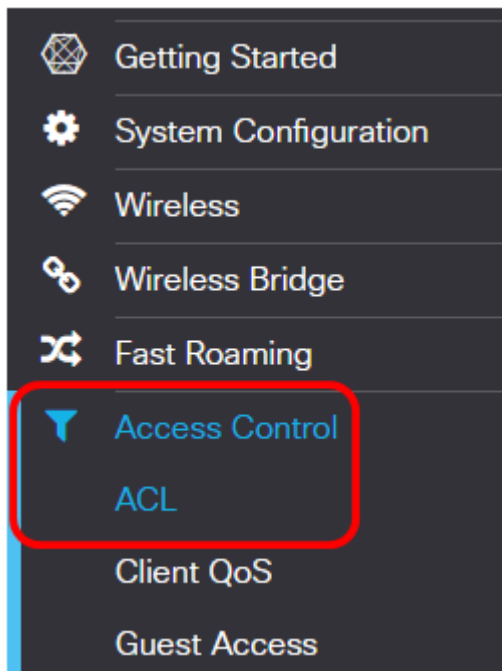 Getting Started
System Configuration
Wireless
Wireless Bridge
Fast Roaming
Access Control
ACL
Client QoS
Guest Access